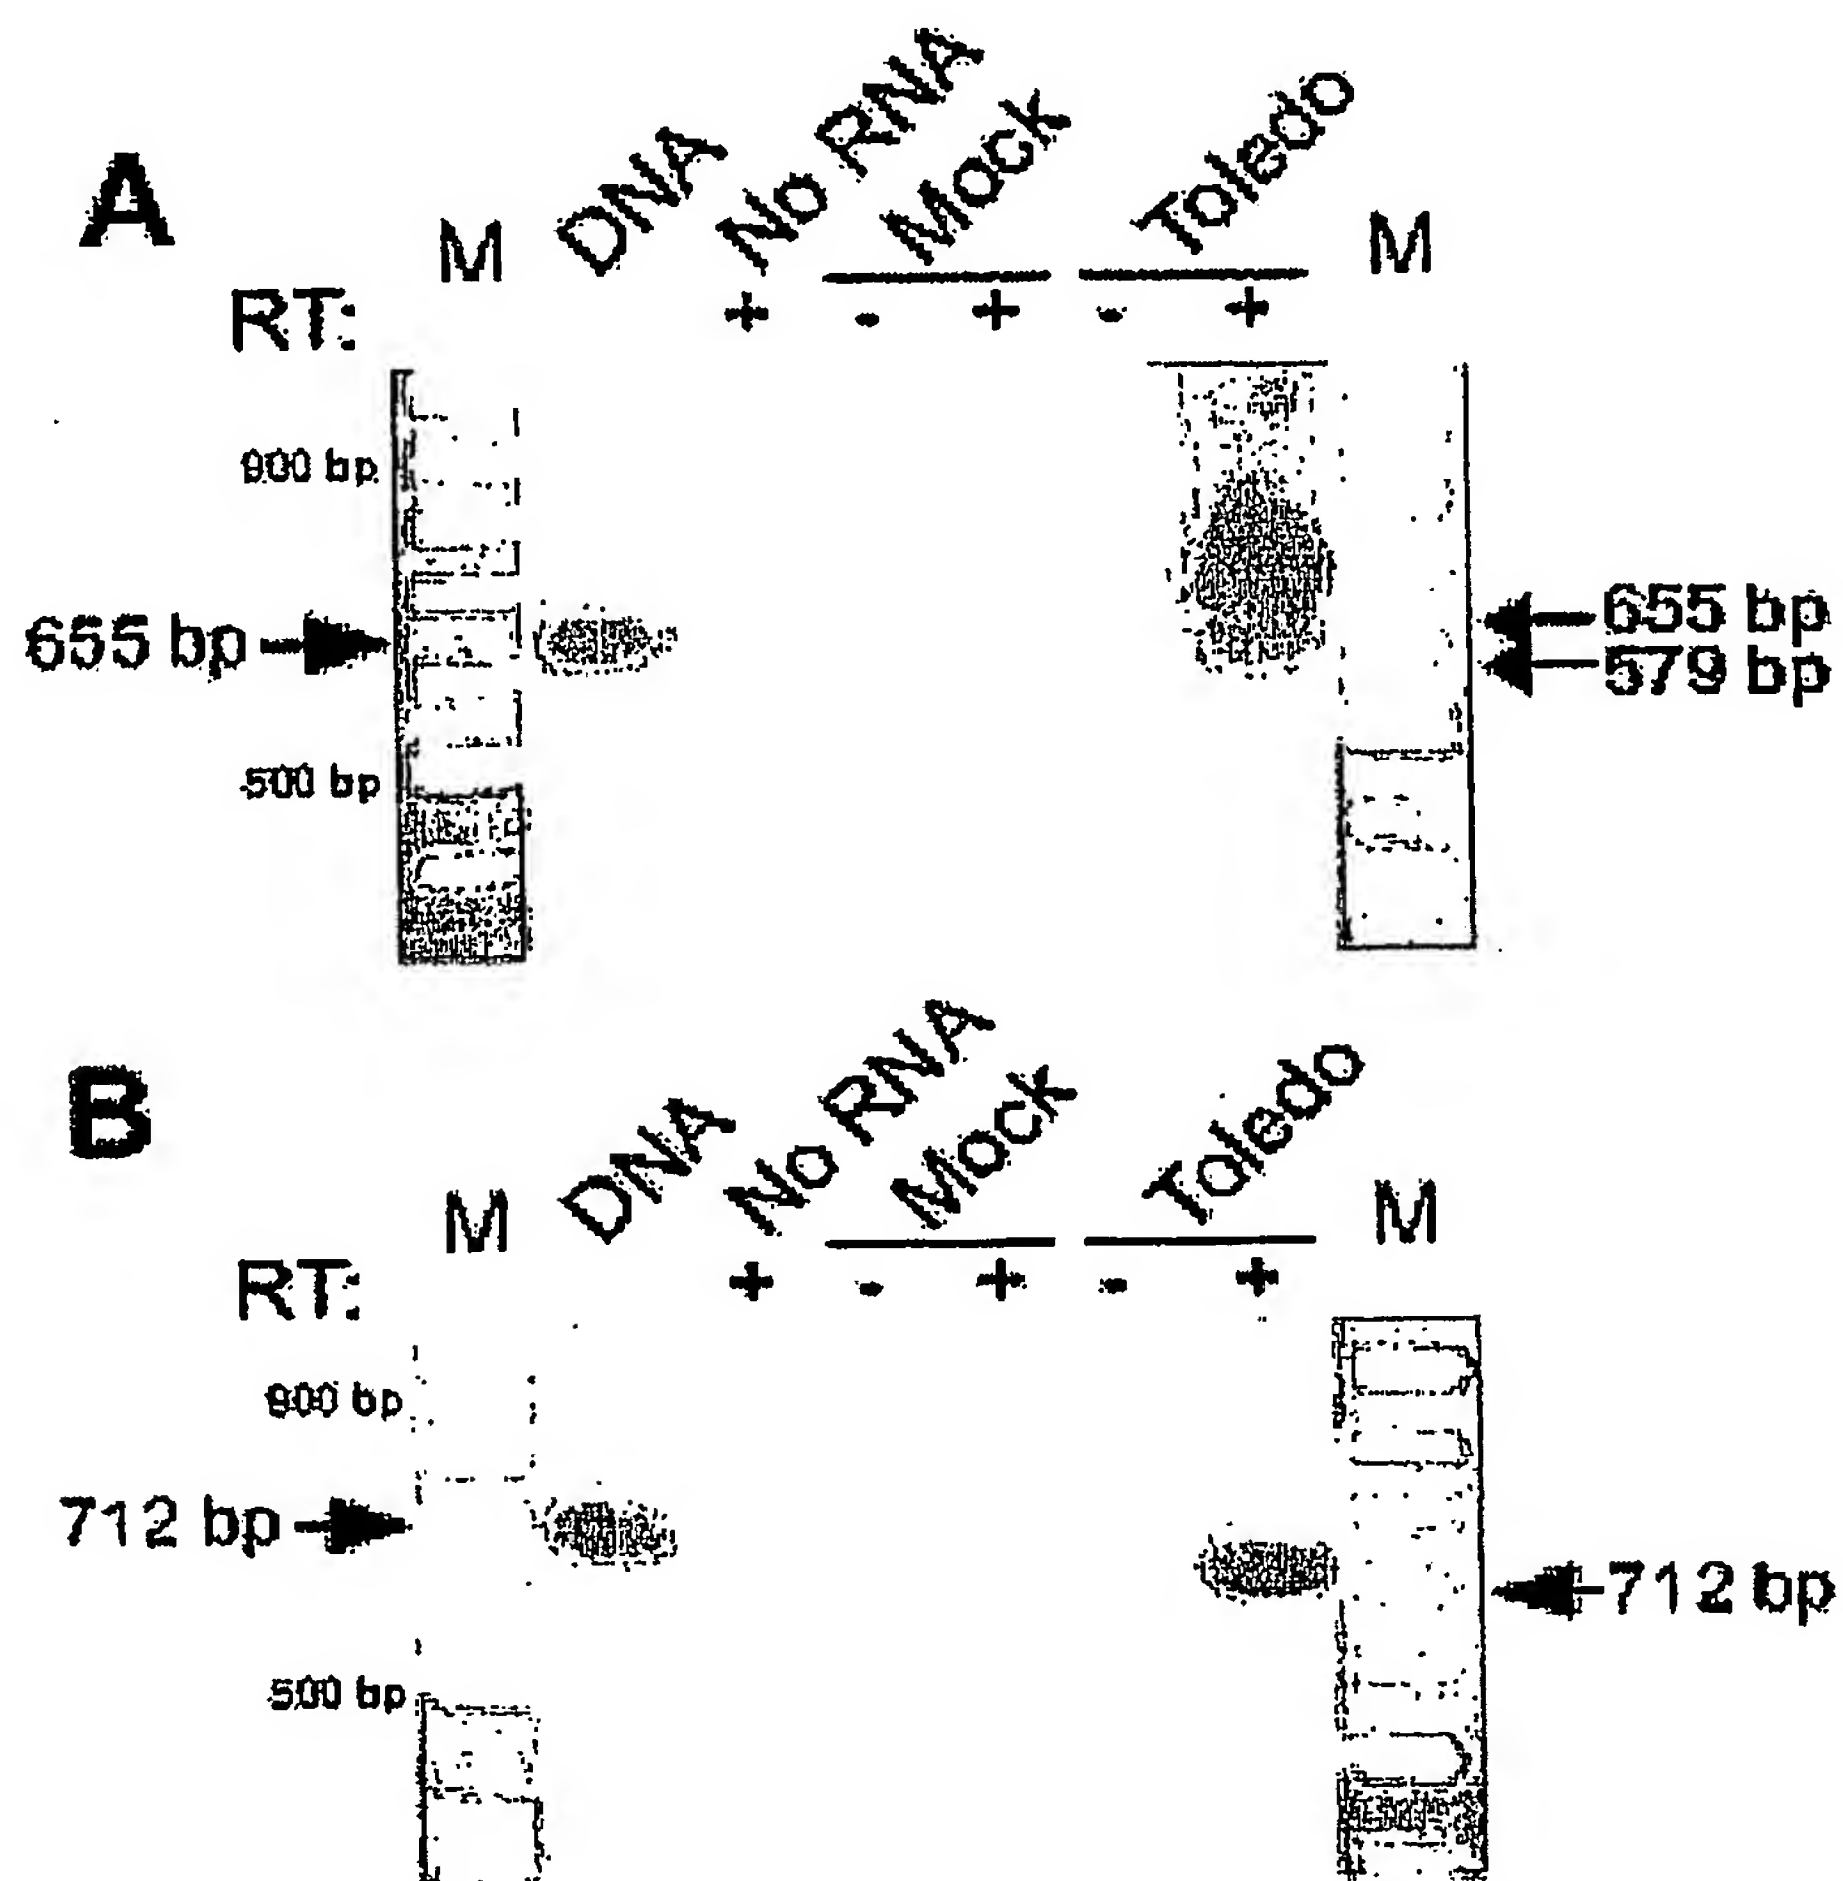 A
M DNA No RNA Mock Toledo M
RT: + - + - +
900 bp
655 bp
655 bp
579 bp
500 bp
B
M DNA No RNA Mock Toledo M
RT: + - + - +
900 bp
712 bp
712 bp
500 bp